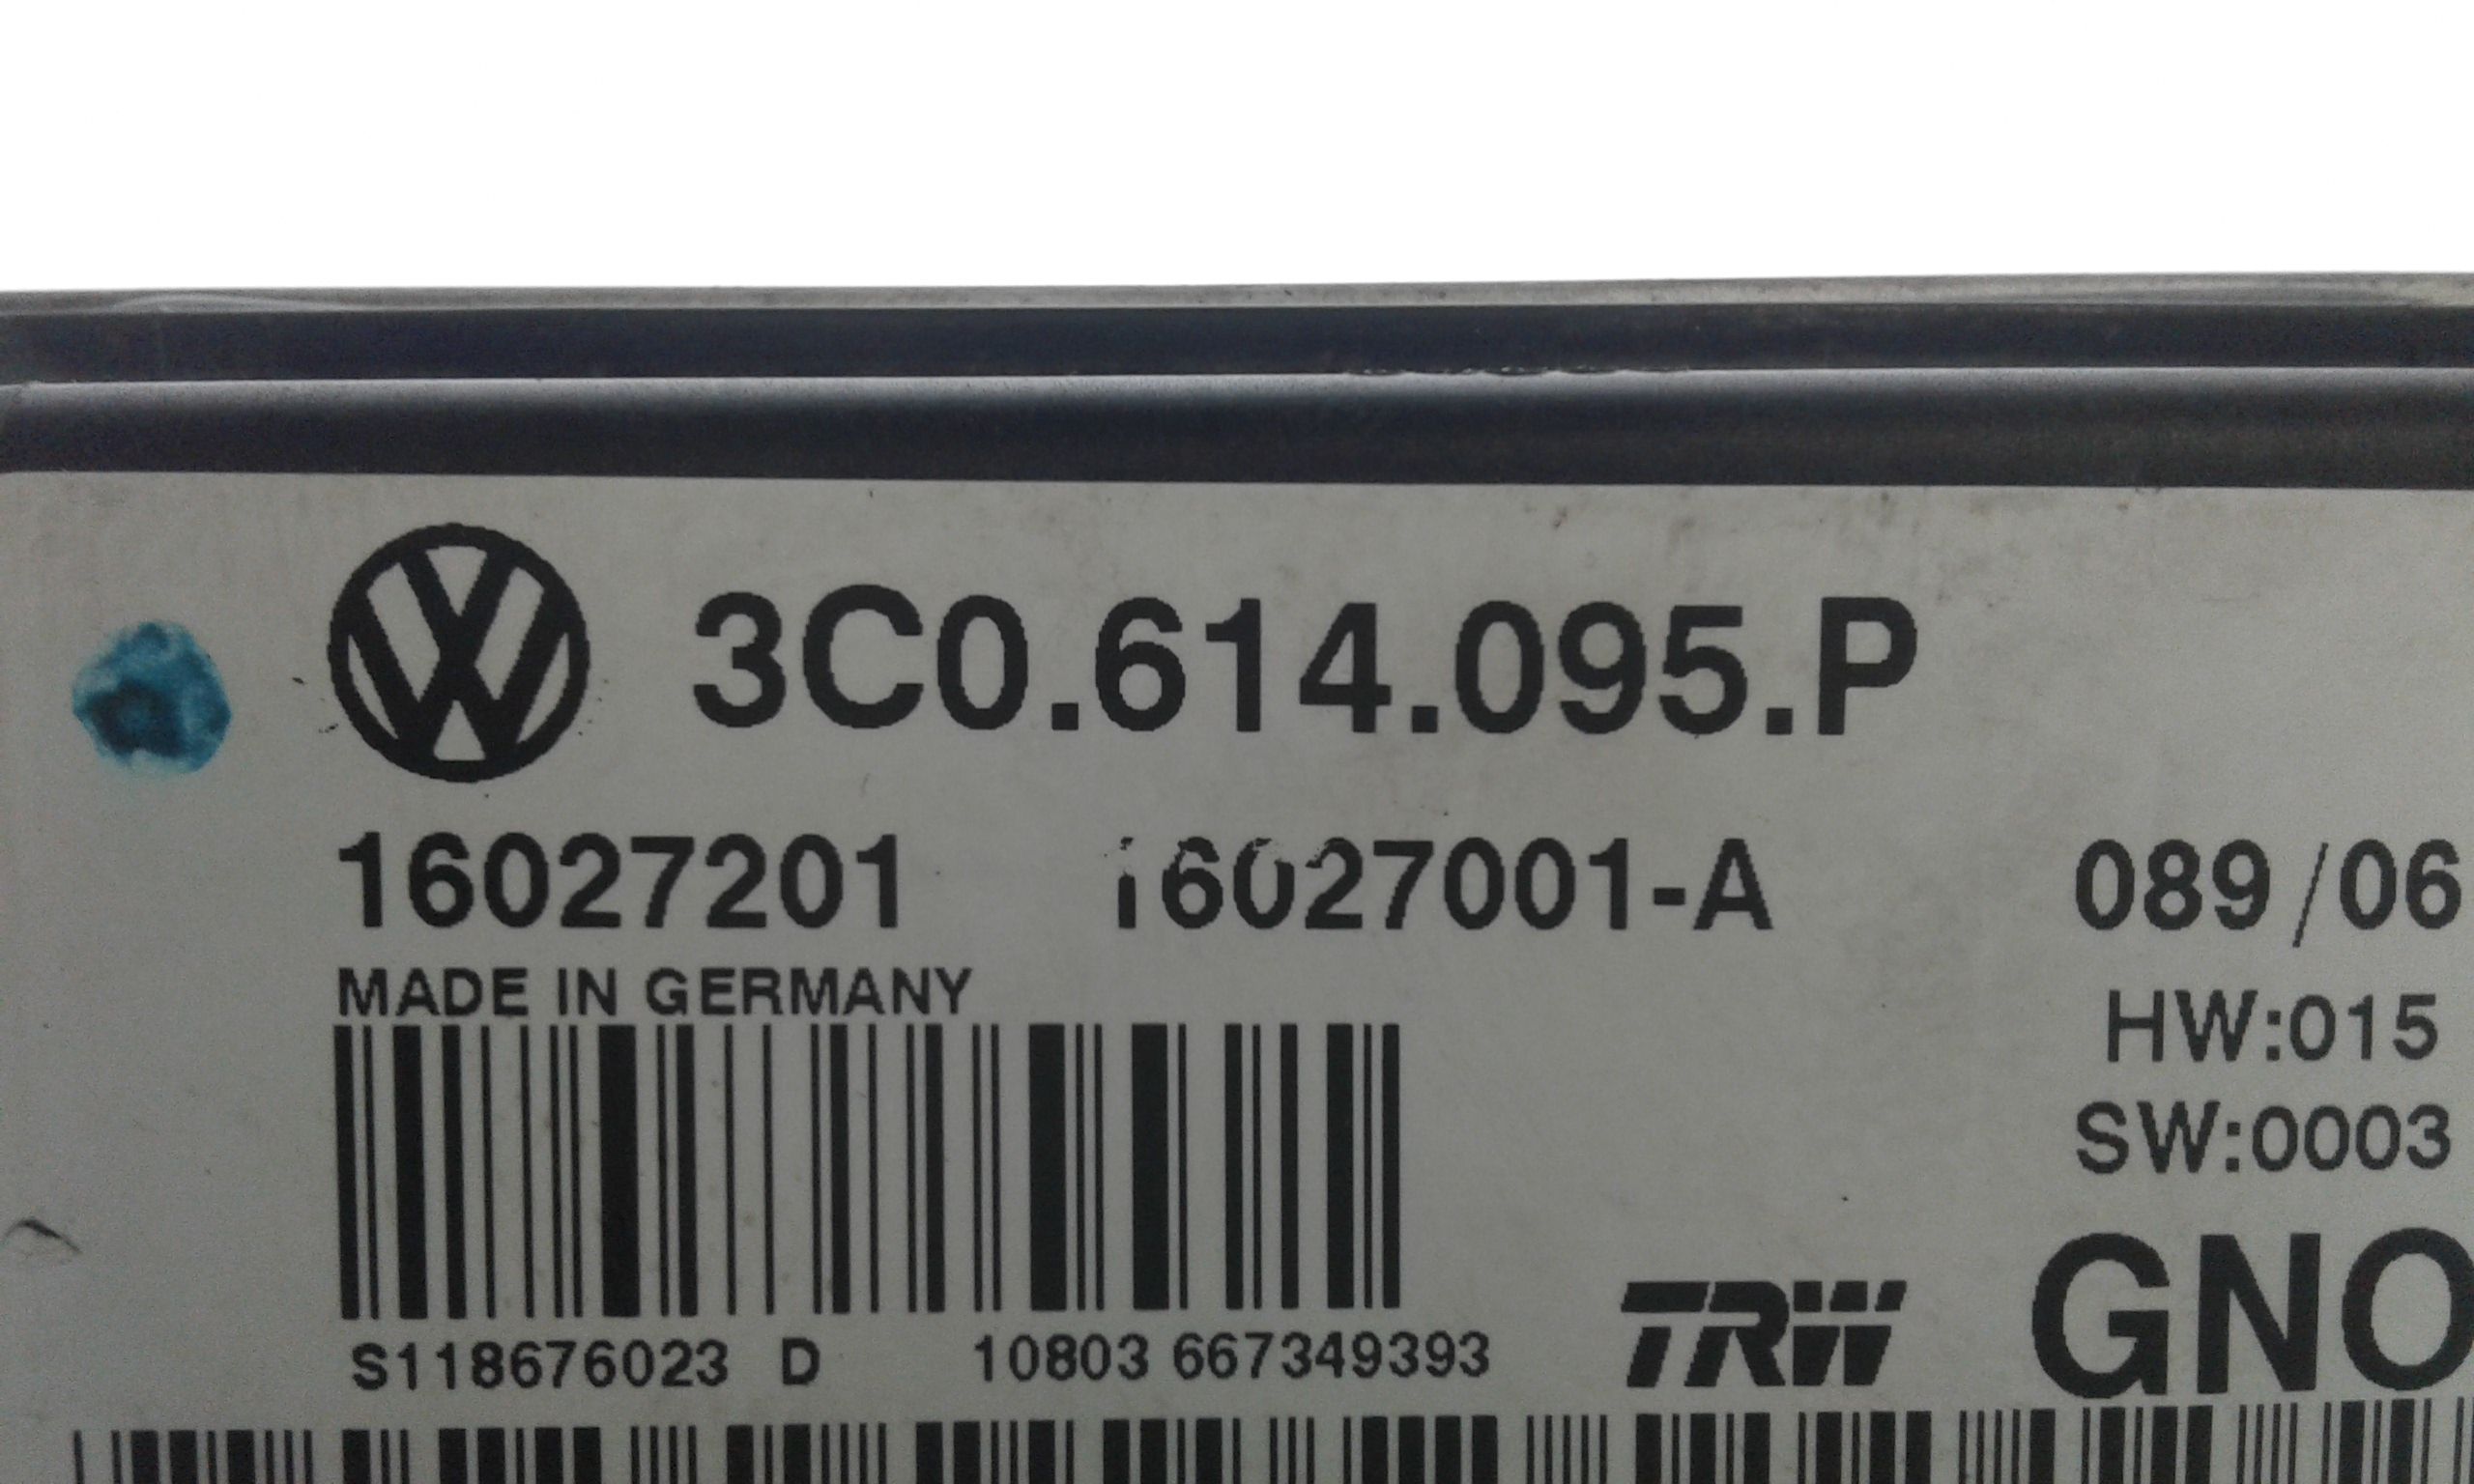 3C0.614.095.P
16027201 16027001-A 089/06
MADE IN GERMANY
HW:015
SW:0003
S118676023 D 10803 667349393
TRW GNO